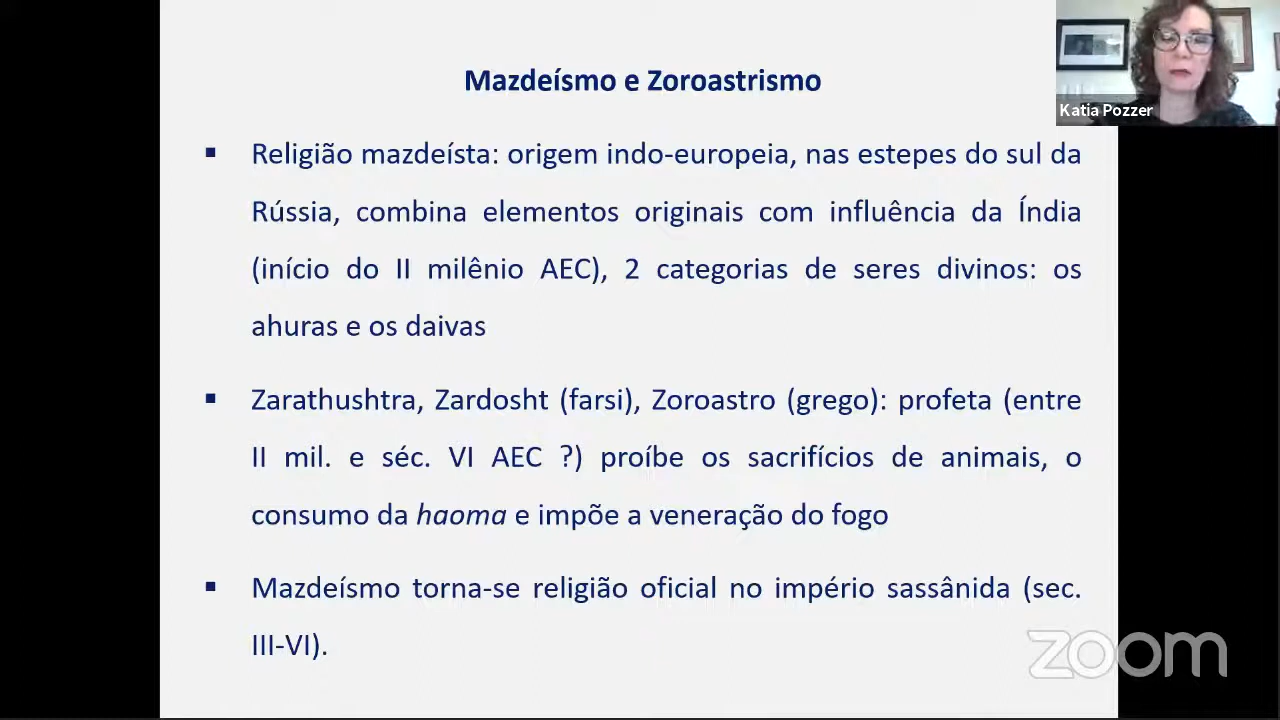 Mazdeísmo e Zoroastrismo
Katia Pozzer
▪ Religião mazdeísta: origem indo-europeia, nas estepes do sul da
Rússia, combina elementos originais com influência da Índia
(início do II milênio AEC), 2 categorias de seres divinos: os
ahuras e os daivas
▪ Zarathushtra, Zardosht (farsi), Zoroastro (grego): profeta (entre
II mil. e séc. VI AEC ?) proíbe os sacrifícios de animais, o
consumo da haoma e impõe a veneração do fogo
▪ Mazdeísmo torna-se religião oficial no império sassânida (sec.
III-VI).
zoom